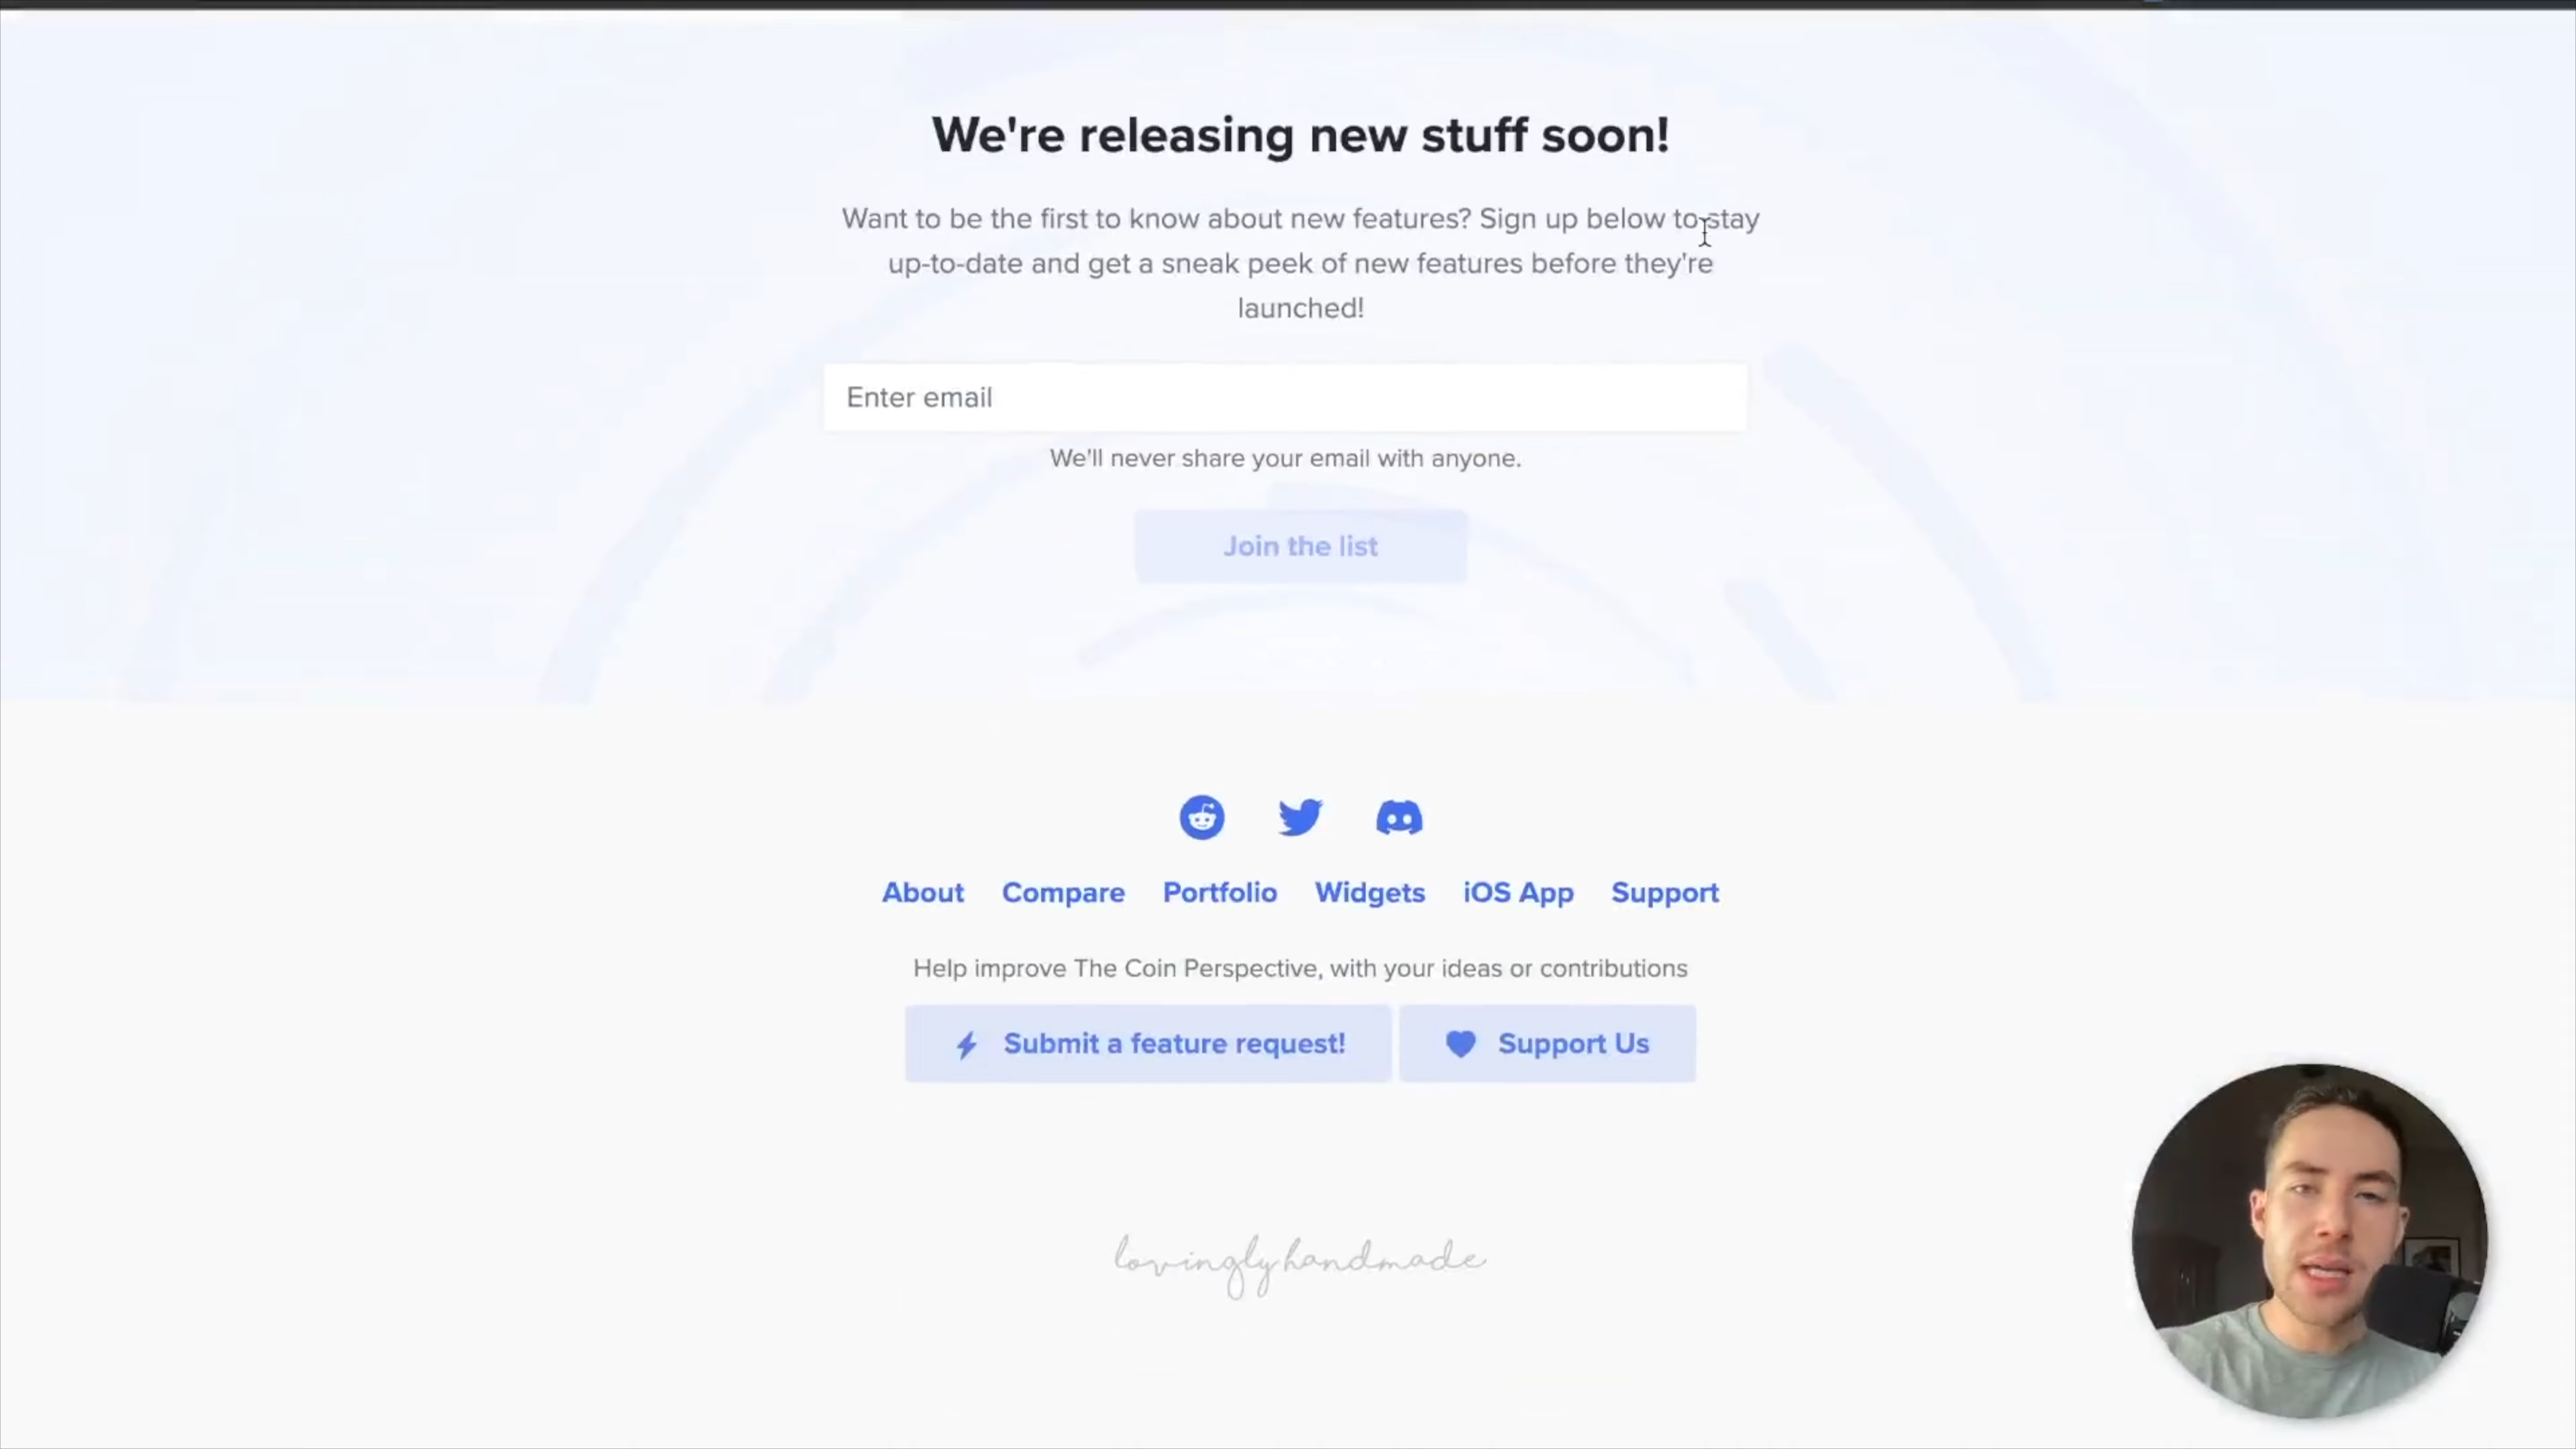 We're releasing new stuff soon!
Want to be the first to know about new features? Sign up below to stay
up-to-date and get a sneak peek of new features before they're
launched!
Enter email
We'll never share your email with anyone.
Join the list
About Compare Portfolio Widgets iOS App Support
Help improve The Coin Perspective, with your ideas or contributions
Submit a feature request! Support Us
lovingly handmade